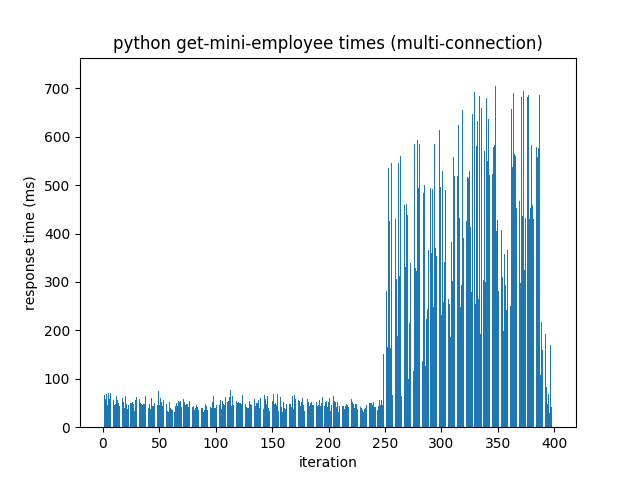 python get-mini-employee times (multi-connection)
700
600
500
400
300
200
100
0
response time (ms)
0 50 100 150 200 250 300 350 400
iteration